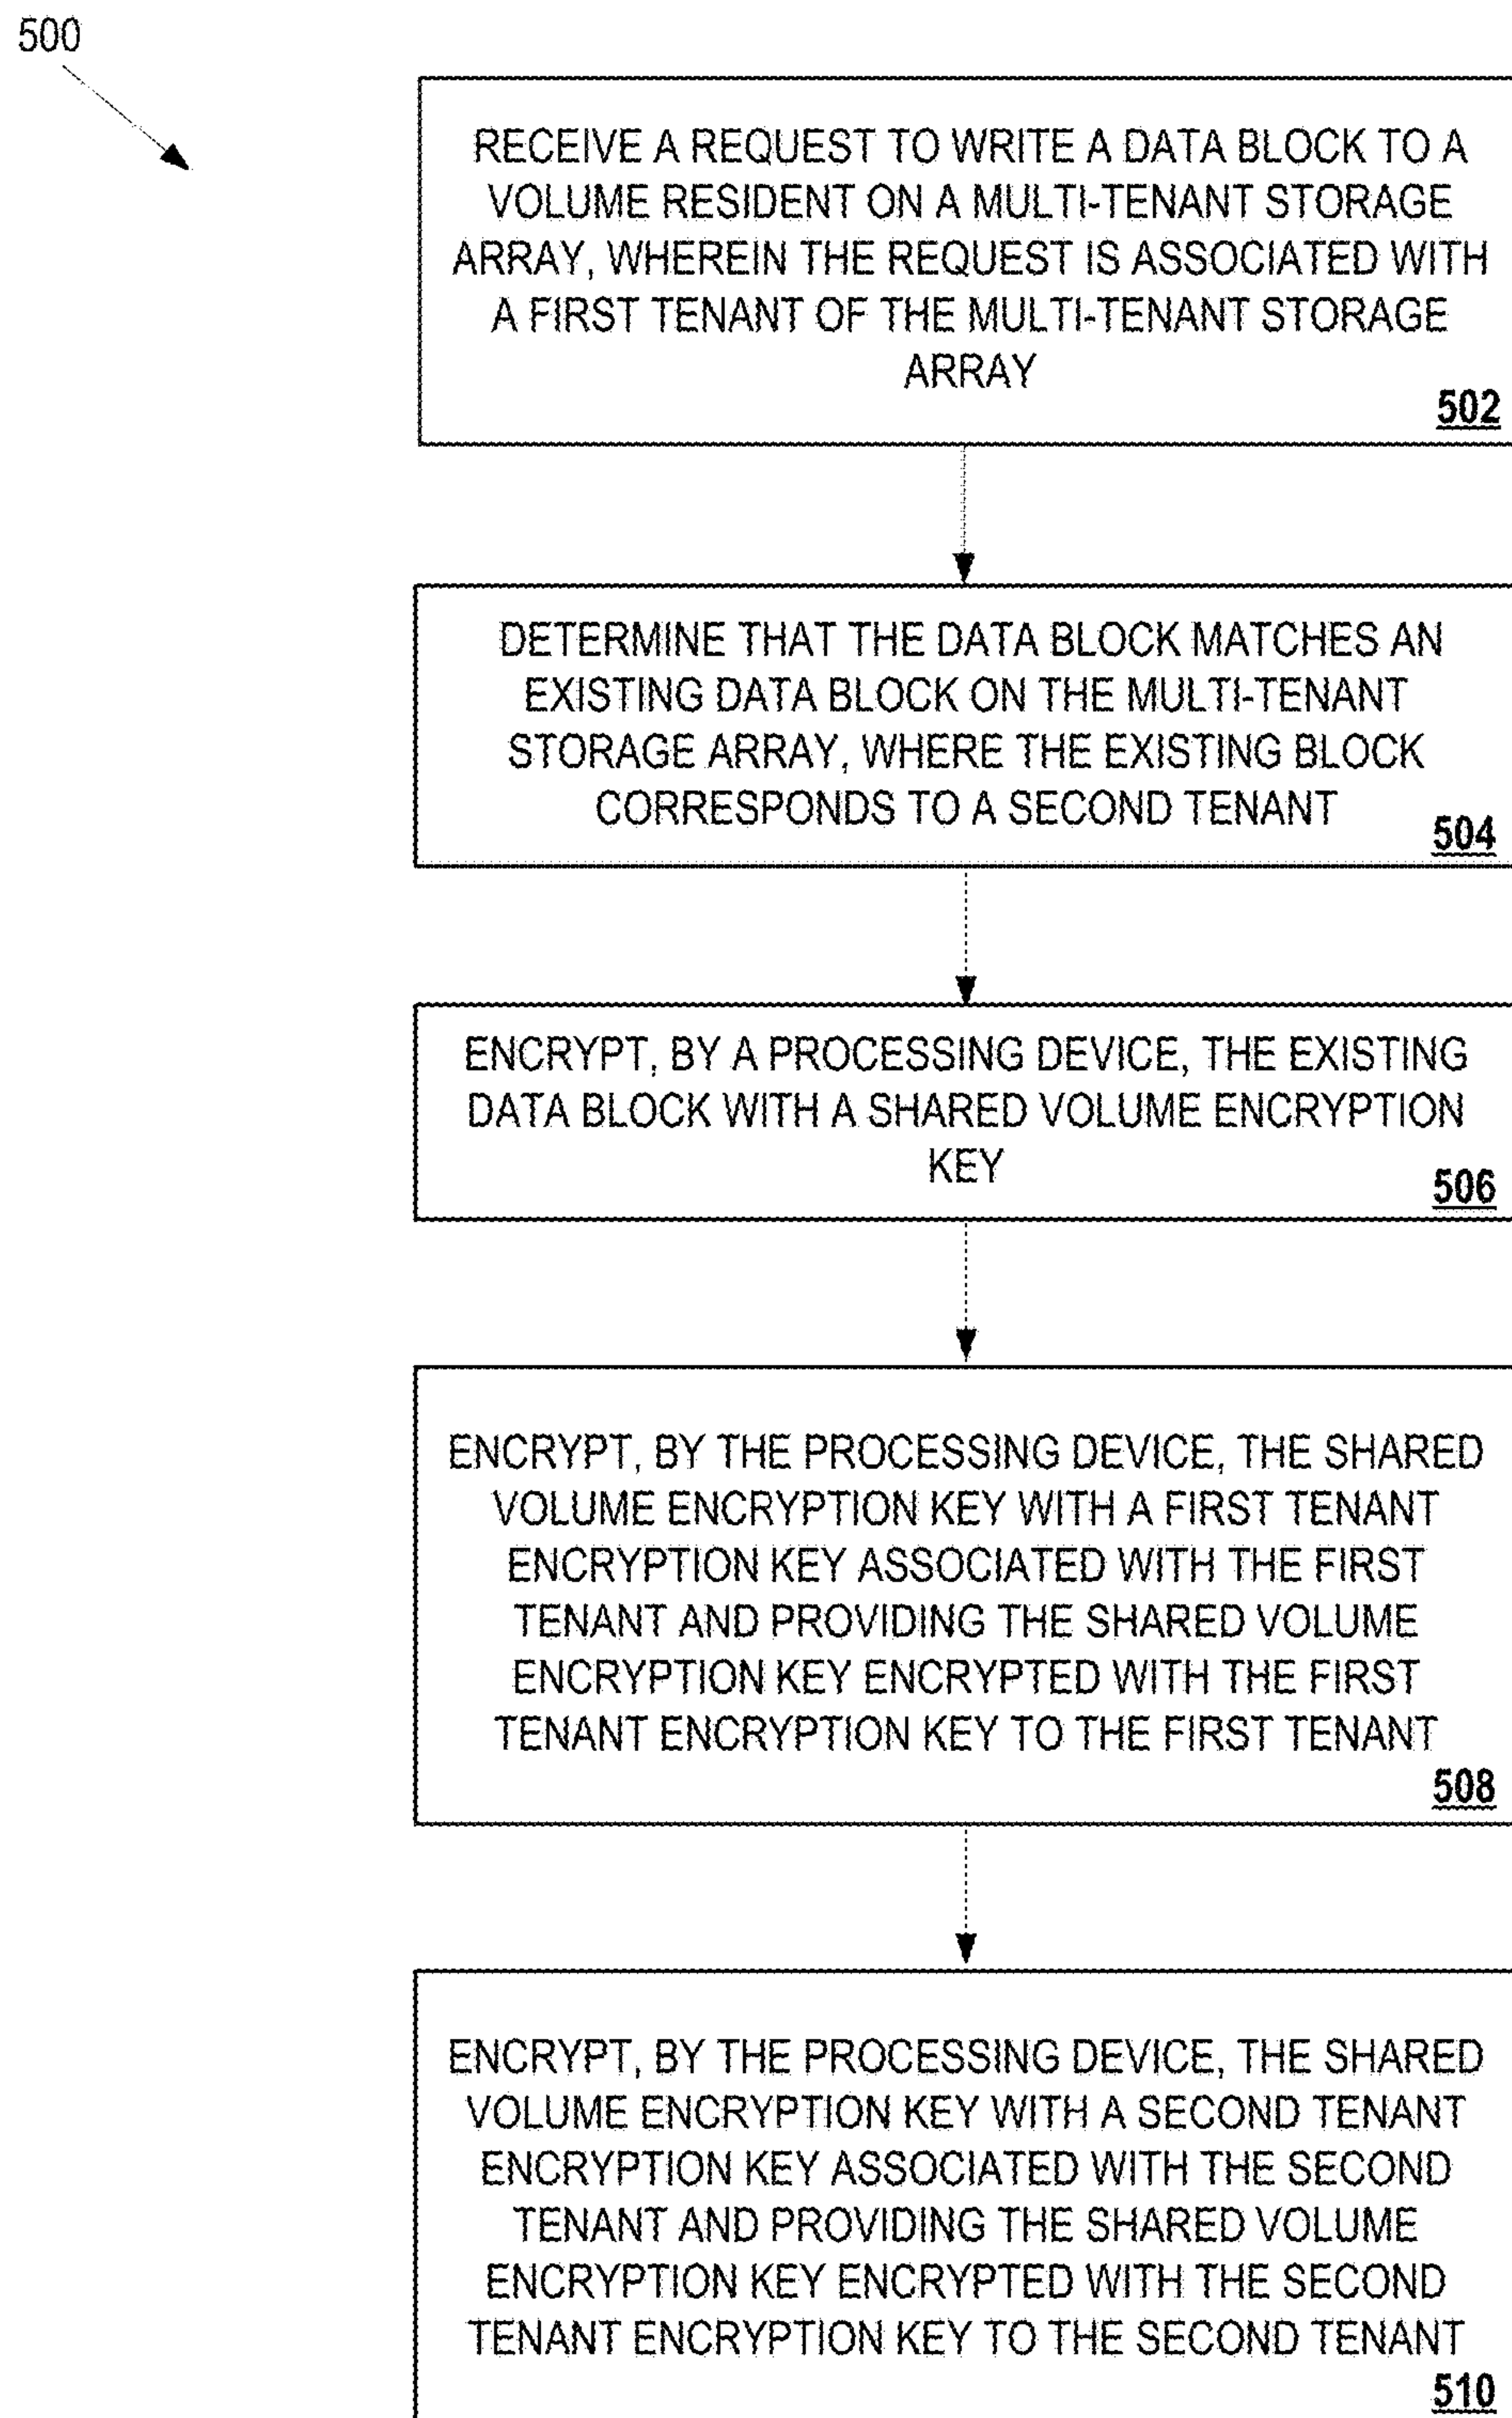 500
RECEIVE A REQUEST TO WRITE A DATA BLOCK TO A
VOLUME RESIDENT ON A MULTI-TENANT STORAGE
ARRAY, WHEREIN THE REQUEST IS ASSOCIATED WITH
A FIRST TENANT OF THE MULTI-TENANT STORAGE
ARRAY
502
DETERMINE THAT THE DATA BLOCK MATCHES AN
EXISTING DATA BLOCK ON THE MULTI-TENANT
STORAGE ARRAY, WHERE THE EXISTING BLOCK
CORRESPONDS TO A SECOND TENANT
504
ENCRYPT, BY A PROCESSING DEVICE, THE EXISTING
DATA BLOCK WITH A SHARED VOLUME ENCRYPTION
KEY
506
ENCRYPT, BY THE PROCESSING DEVICE, THE SHARED
VOLUME ENCRYPTION KEY WITH A FIRST TENANT
ENCRYPTION KEY ASSOCIATED WITH THE FIRST
TENANT AND PROVIDING THE SHARED VOLUME
ENCRYPTION KEY ENCRYPTED WITH THE FIRST
TENANT ENCRYPTION KEY TO THE FIRST TENANT
508
ENCRYPT, BY THE PROCESSING DEVICE, THE SHARED
VOLUME ENCRYPTION KEY WITH A SECOND TENANT
ENCRYPTION KEY ASSOCIATED WITH THE SECOND
TENANT AND PROVIDING THE SHARED VOLUME
ENCRYPTION KEY ENCRYPTED WITH THE SECOND
TENANT ENCRYPTION KEY TO THE SECOND TENANT
510